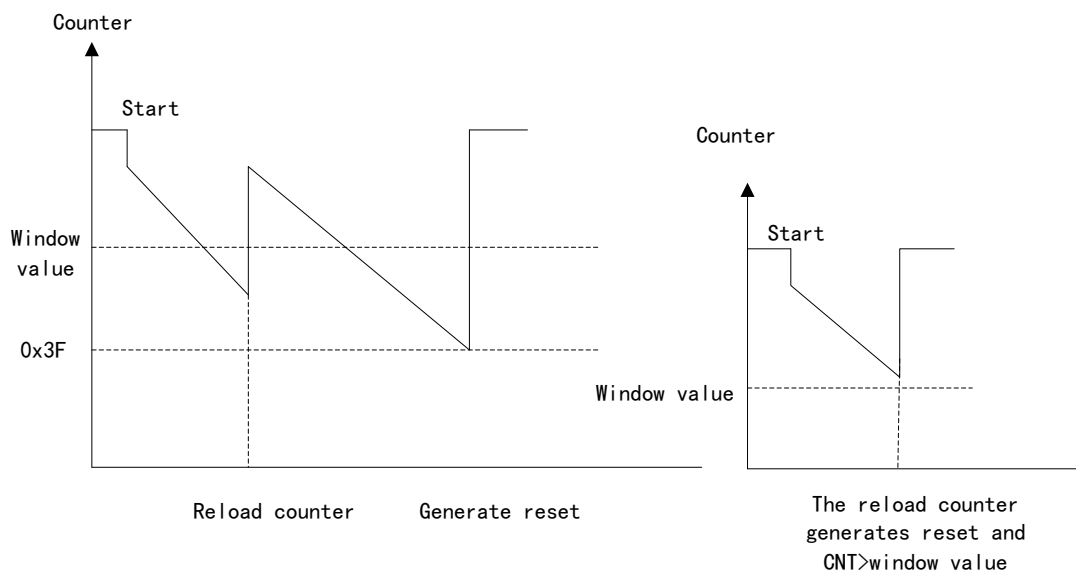 Counter
Start
Window
value
0x3F
Reload counter
Generate reset
Counter
Start
Window value
The reload counter
generates reset and
CNT>window value